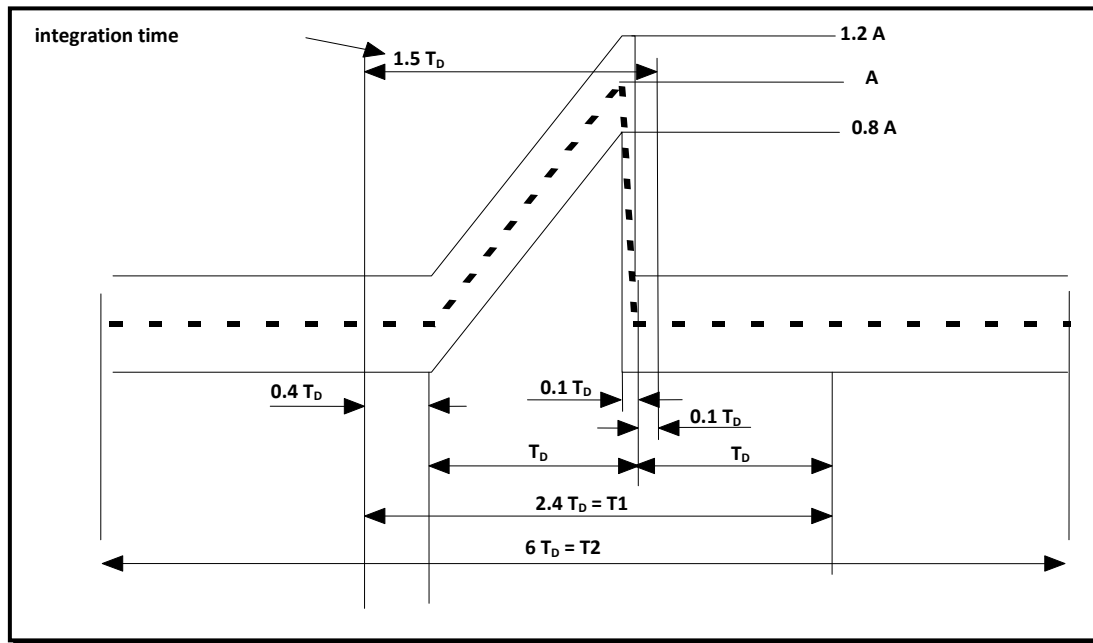 integration time
1.2 A
1.5 TD
A
0.8 A
0.4 TD
0.1 TD
0.1 TD
TD
TD
2.4 TD = T1
6 TD = T2